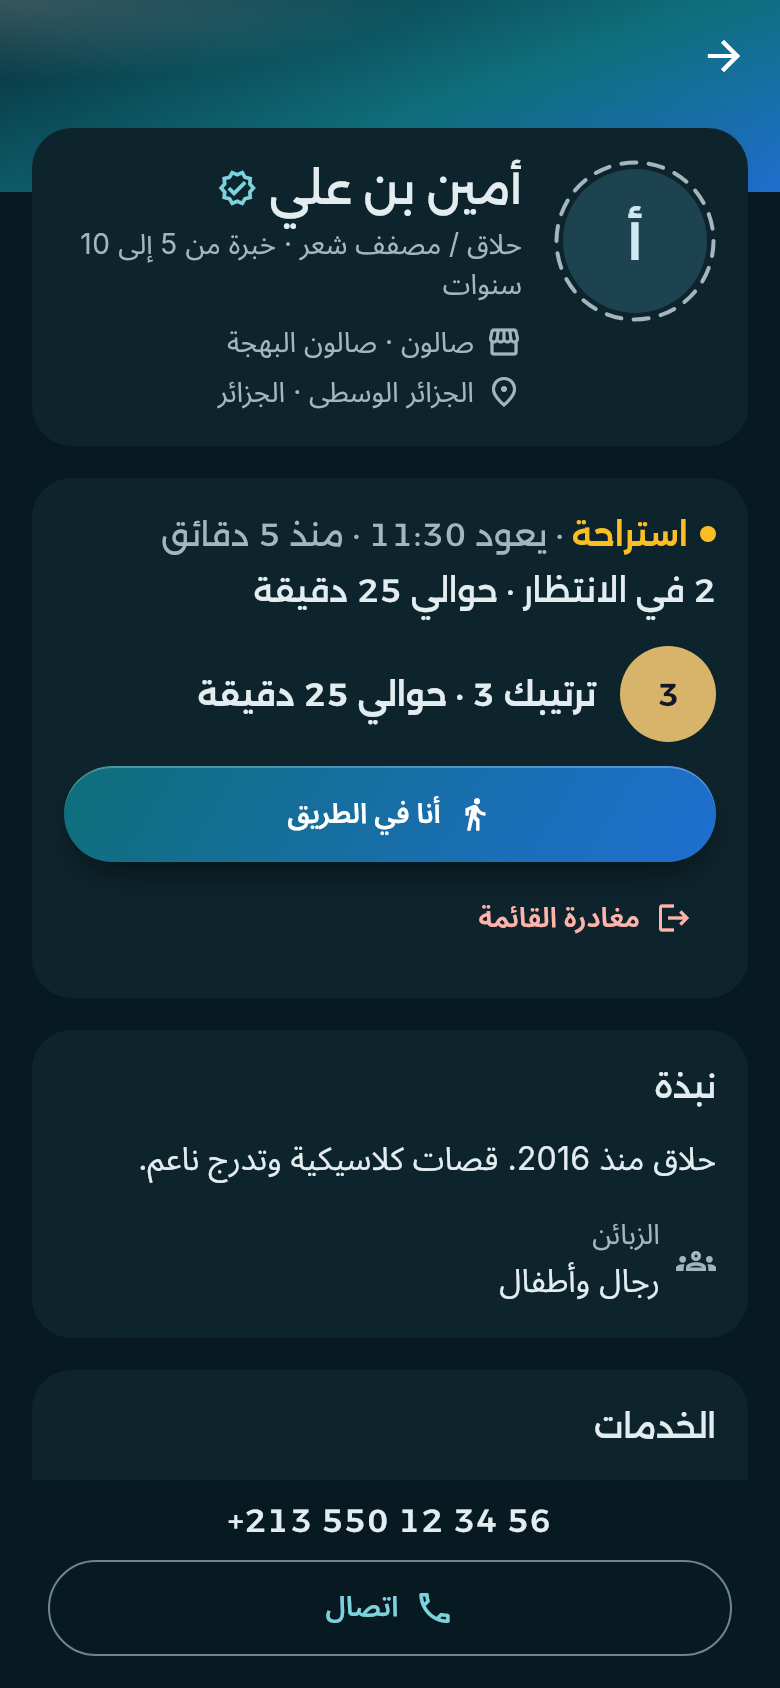 أمين بن علي
أ
حلاق / مصفف شعر · خبرة من 5 إلى 10
سنوات
صالون · صالون البهجة
الجزائر الوسطى · الجزائر
استراحة · يعود 11:30 · منذ 5 دقائق
2 في الانتظار · حوالي 25 دقيقة
3
ترتيبك 3 · حوالي 25 دقيقة
أنا في الطريق
مغادرة القائمة
نبذة
حلاق منذ 2016. قصات كلاسيكية وتدرج ناعم.
الزبائن
رجال وأطفال
الخدمات
+213 550 12 34 56
اتصال